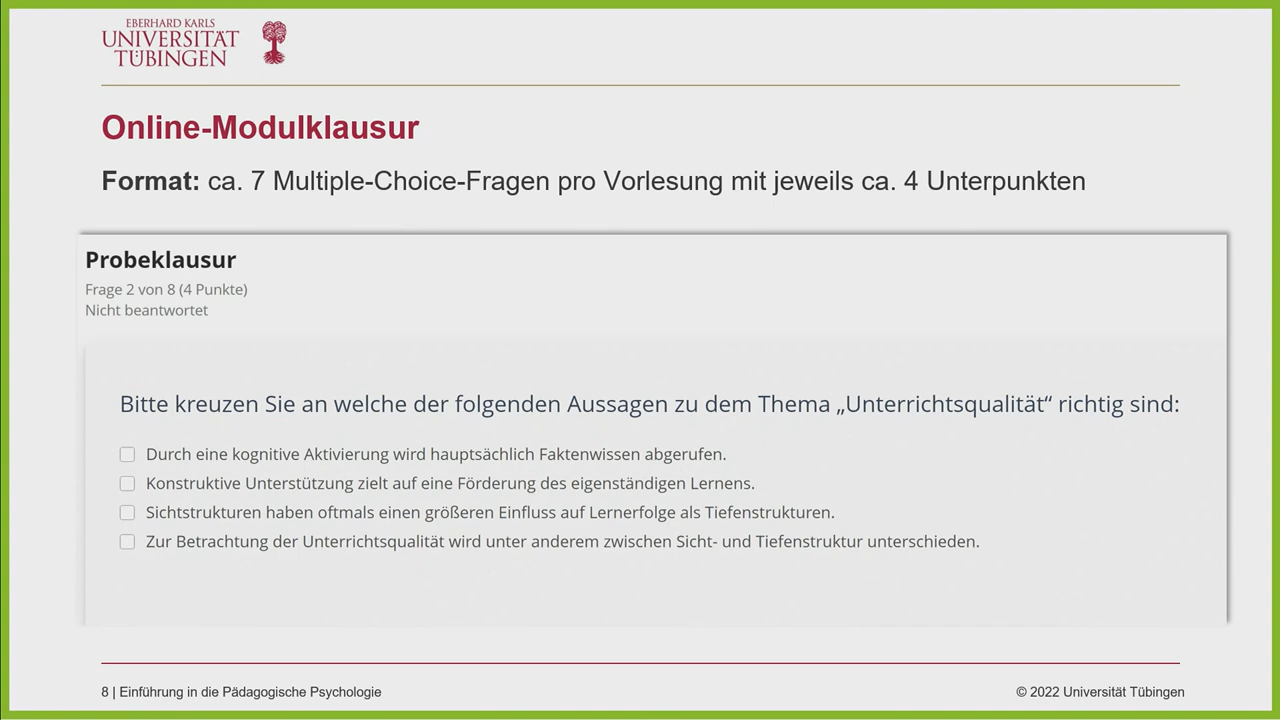 EBERHARD KARLS
UNIVERSITÄT
TÜBINGEN
Online-Modulklausur
Format: ca. 7 Multiple-Choice-Fragen pro Vorlesung mit jeweils ca. 4 Unterpunkten
Probeklausur
Frage 2 von 8 (4 Punkte)
Nicht beantwortet
Bitte kreuzen Sie an welche der folgenden Aussagen zu dem Thema „Unterrichtsqualität“ richtig sind:
Durch eine kognitive Aktivierung wird hauptsächlich Faktenwissen abgerufen.
Konstruktive Unterstützung zielt auf eine Förderung des eigenständigen Lernens.
Sichtstrukturen haben oftmals einen größeren Einfluss auf Lernerfolge als Tiefenstrukturen.
Zur Betrachtung der Unterrichtsqualität wird unter anderem zwischen Sicht- und Tiefenstruktur unterschieden.
8 | Einführung in die Pädagogische Psychologie
© 2022 Universität Tübingen